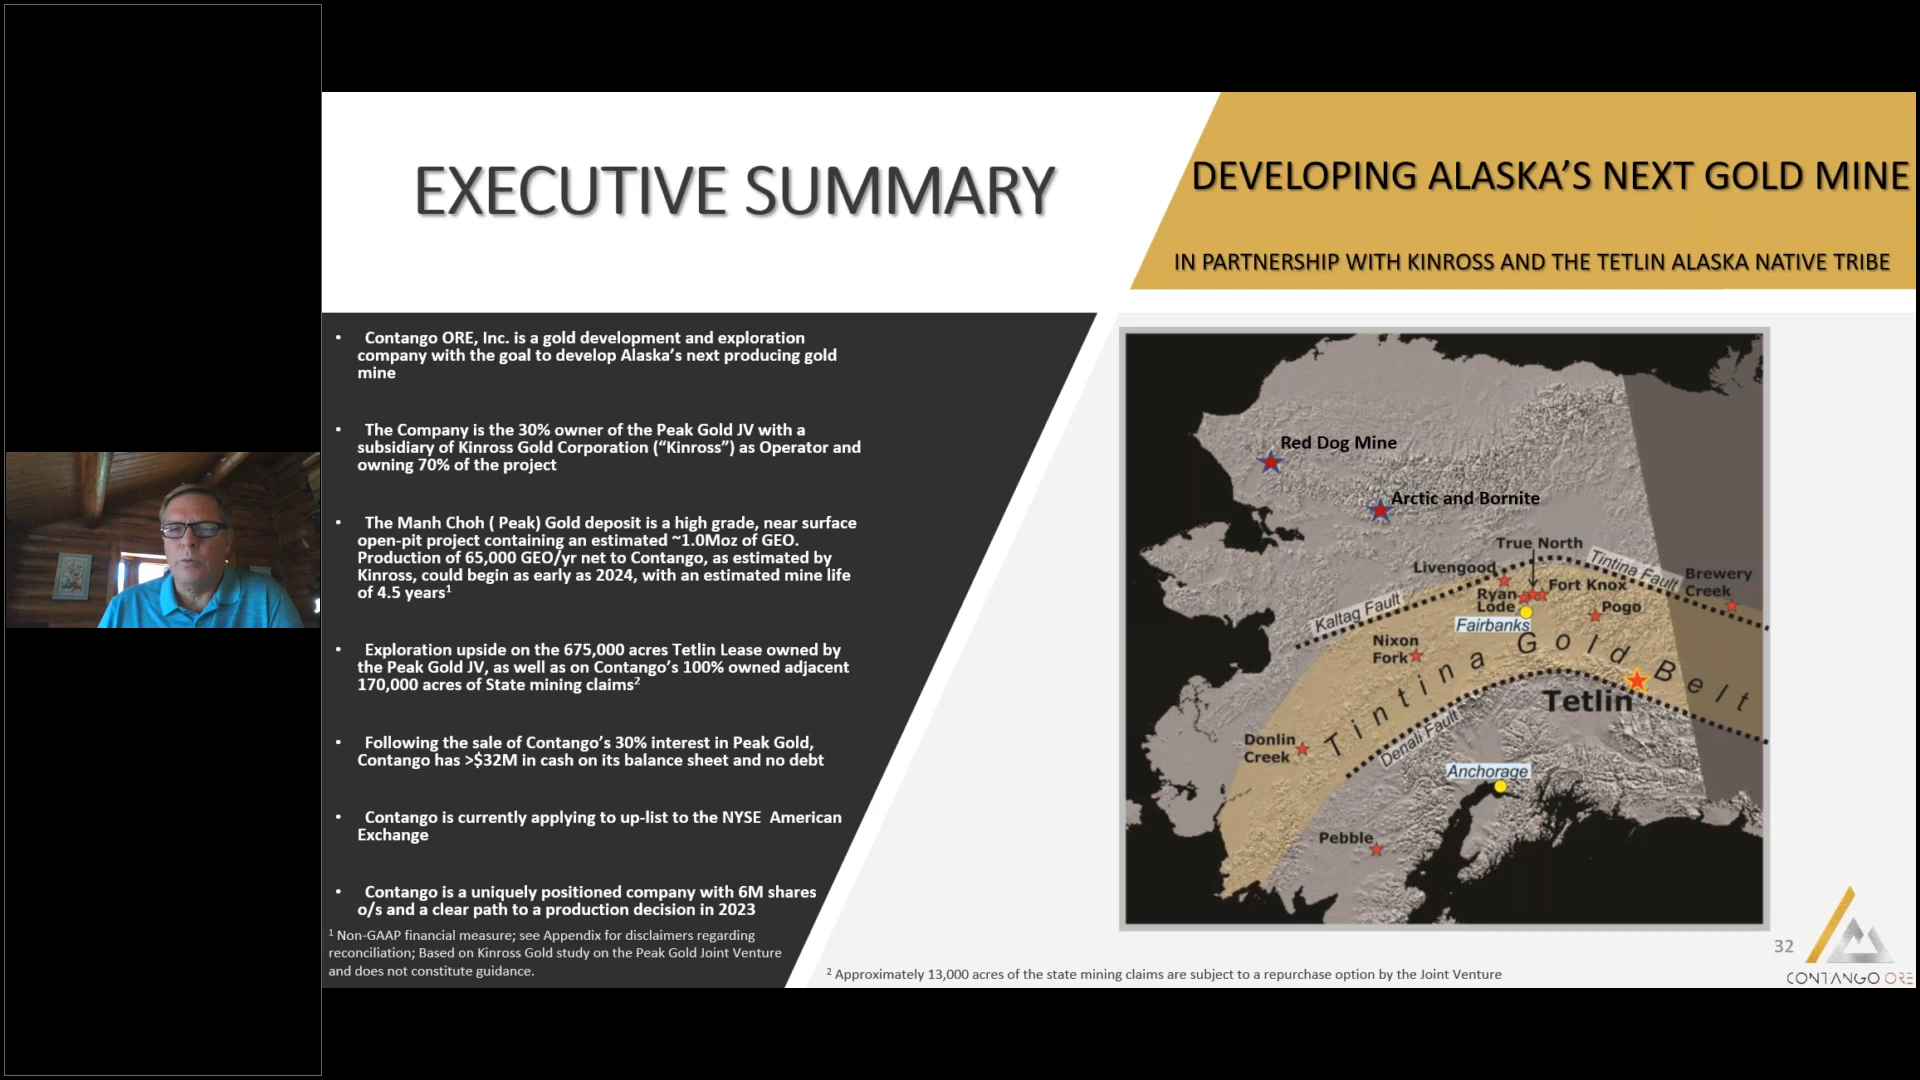 EXECUTIVE SUMMARY
DEVELOPING ALASKA'S NEXT GOLD MINE
IN PARTNERSHIP WITH KINROSS AND THE TETLIN ALASKA NATIVE TRIBE
• Contango ORE, Inc. is a gold development and exploration
company with the goal to develop Alaska's next producing gold
mine
• The Company is the 30% owner of the Peak Gold JV with a
subsidiary of Kinross Gold Corporation (“Kinross”) as Operator and
owning 70% of the project
• The Manh Choh ( Peak) Gold deposit is a high grade, near surface
open-pit project containing an estimated ~1.0Moz of GEO.
Production of 65,000 GEO/yr net to Contango, as estimated by
Kinross, could begin as early as 2024, with an estimated mine life
of 4.5 years¹
• Exploration upside on the 675,000 acres Tetlin Lease owned by
the Peak Gold JV, as well as on Contango's 100% owned adjacent
170,000 acres of State mining claims²
• Following the sale of Contango's 30% interest in Peak Gold,
Contango has >$32M in cash on its balance sheet and no debt
• Contango is currently applying to up-list to the NYSE American
Exchange
• Contango is a uniquely positioned company with 6M shares
o/s and a clear path to a production decision in 2023
¹ Non-GAAP financial measure; see Appendix for disclaimers regarding
reconciliation; Based on Kinross Gold study on the Peak Gold Joint Venture
and does not constitute guidance.
² Approximately 13,000 acres of the state mining claims are subject to a repurchase option by the Joint Venture
Red Dog Mine
Arctic and Bornite
True North
Livengood
Tintina Fault
Brewery
Creek
Fort Knox
Ryan
Lode
Pogo
Kaltag Fault
Fairbanks
Nixon
Fork
Tintina Gold Belt
Tetlin
Denali Fault
Donlin
Creek
Anchorage
Pebble
32
CONTANGO ORE